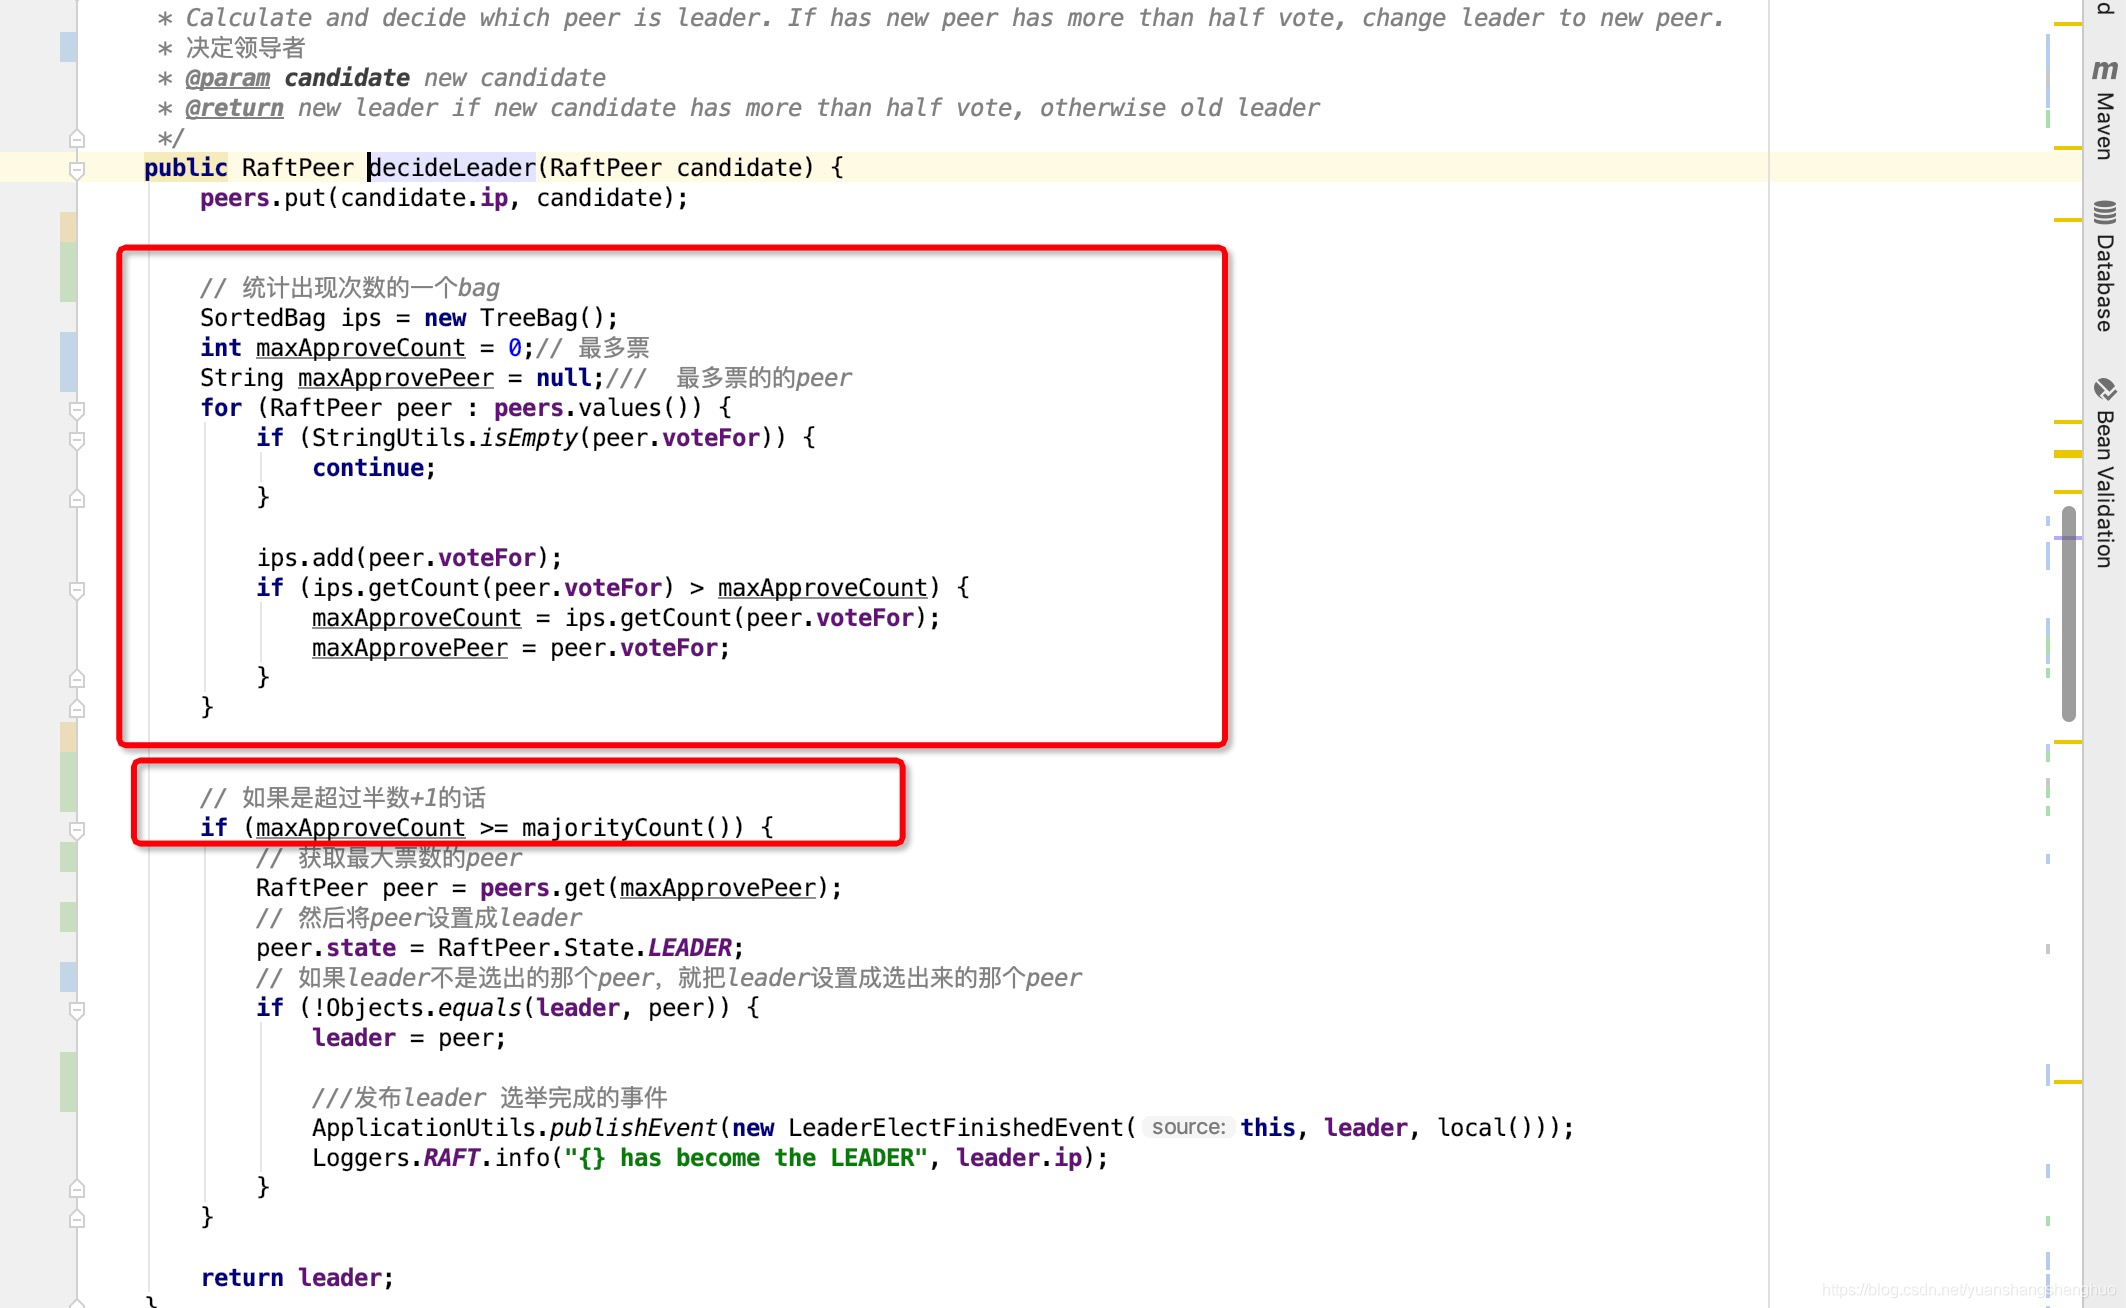 * Calculate and decide which peer is leader. If has new peer has more than half vote, change leader to new peer.
* 决定领导者
* @param candidate new candidate
* @return new leader if new candidate has more than half vote, otherwise old leader
*/
public RaftPeer decideLeader(RaftPeer candidate) {
peers.put(candidate.ip, candidate);
// 统计出现次数的一个bag
SortedBag ips = new TreeBag();
int maxApproveCount = 0;// 最多票
String maxApprovePeer = null;/// 最多票的的peer
for (RaftPeer peer : peers.values()) {
if (StringUtils.isEmpty(peer.voteFor)) {
continue;
}
ips.add(peer.voteFor);
if (ips.getCount(peer.voteFor) > maxApproveCount) {
maxApproveCount = ips.getCount(peer.voteFor);
maxApprovePeer = peer.voteFor;
}
}
// 如果是超过半数+1的话
if (maxApproveCount >= majorityCount()) {
// 获取最大票数的peer
RaftPeer peer = peers.get(maxApprovePeer);
// 然后将peer设置成leader
peer.state = RaftPeer.State.LEADER;
// 如果leader不是选出的那个peer, 就把leader设置成选出来的那个peer
if (!Objects.equals(leader, peer)) {
leader = peer;
///发布leader 选举完成的事件
ApplicationUtils.publishEvent(new LeaderElectFinishedEvent( source: this, leader, local()));
Loggers.RAFT.info("{} has become the LEADER", leader.ip);
}
}
return leader;
}
d
m Maven
Database
Bean Validation
https://blog.csdn.net/yuanshangshenghuo